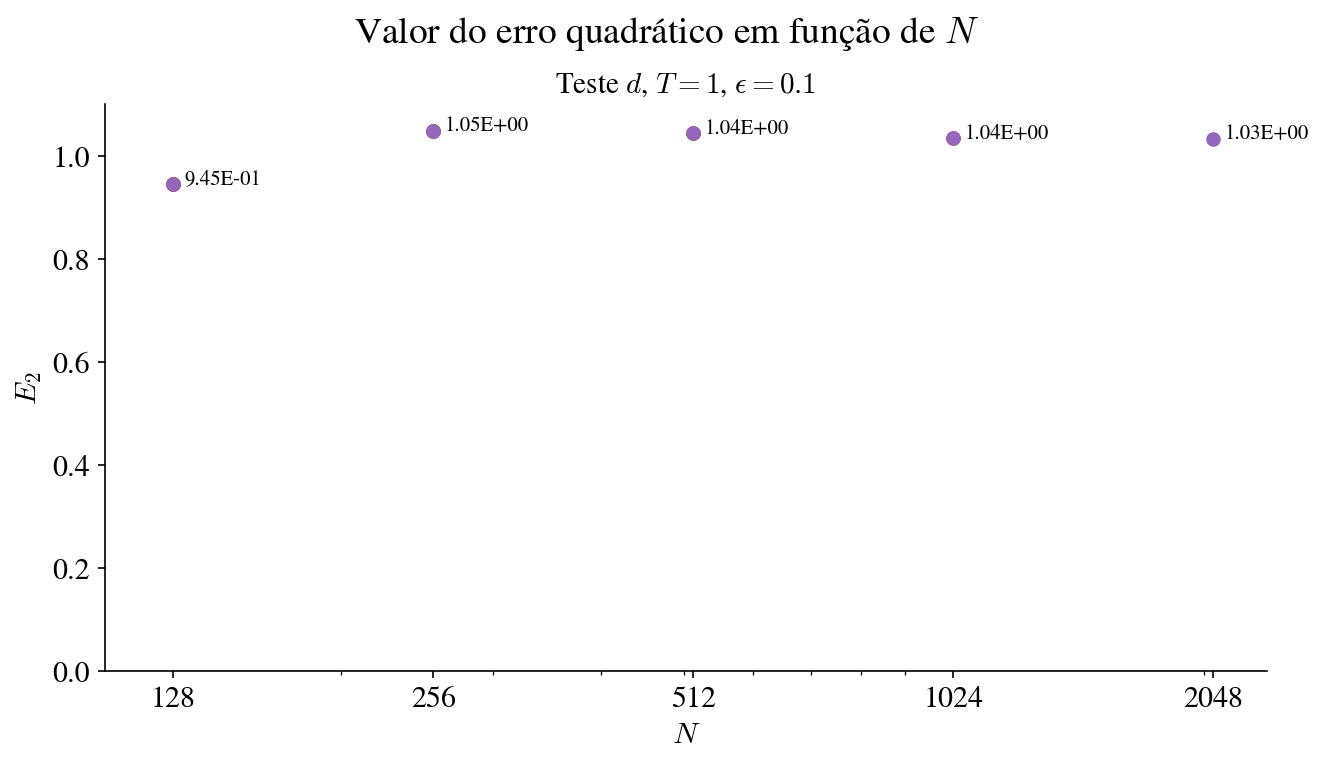 Valor do erro quadrático em função de N
Teste d, T = 1, ϵ = 0.1
1.05E+00
1.04E+00
1.04E+00
1.03E+00
9.45E-01
1.0
0.8
0.6
0.4
0.2
0.0
E₂
128
256
512
1024
2048
N